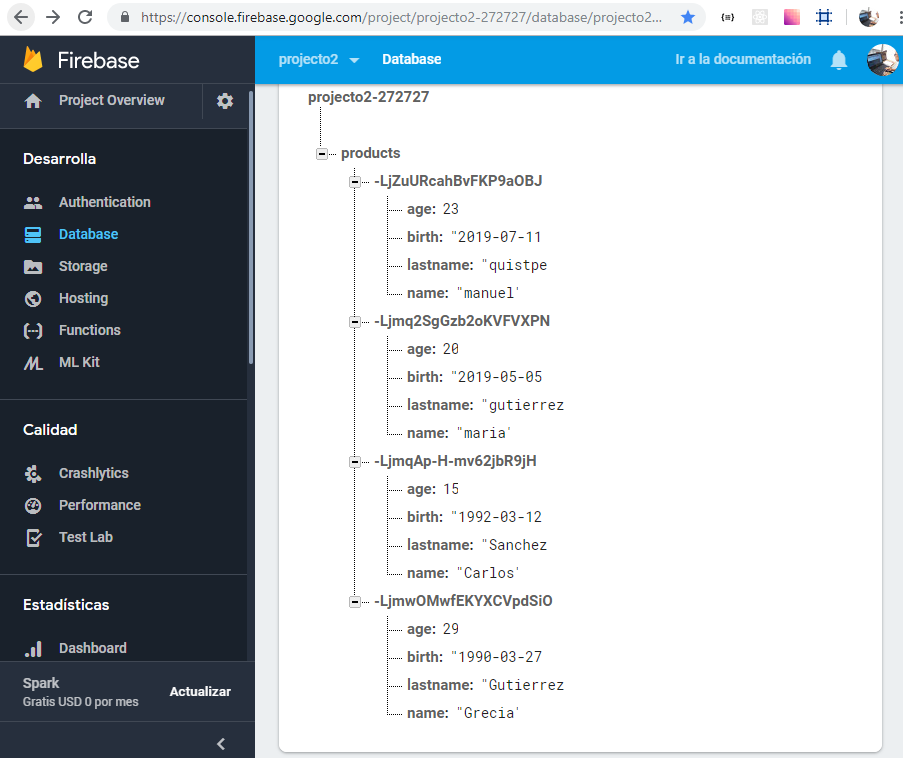 https://console.firebase.google.com/project/projecto2-272727/database/projecto2...
Firebase
projecto2
Database
Ir a la documentación
Project Overview
Desarrolla
Authentication
Database
Storage
Hosting
Functions
ML Kit
Calidad
Crashlytics
Performance
Test Lab
Estadísticas
Dashboard
Spark
Gratis USD 0 por mes
Actualizar
projecto2-272727
products
-LjZuURcahBvFKP9aOBJ
age: 23
birth: "2019-07-11
lastname: "quistpe
name: "manuel"
-Ljmq2SgGzb2oKVFVXPN
age: 20
birth: "2019-05-05
lastname: "gutierrez
name: "maria"
-LjmqAp-H-mv62jbR9jH
age: 15
birth: "1992-03-12
lastname: "Sanchez
name: "Carlos"
-LjmwOMwfEKYXCVpdSiO
age: 29
birth: "1990-03-27
lastname: "Gutierrez
name: "Grecia"